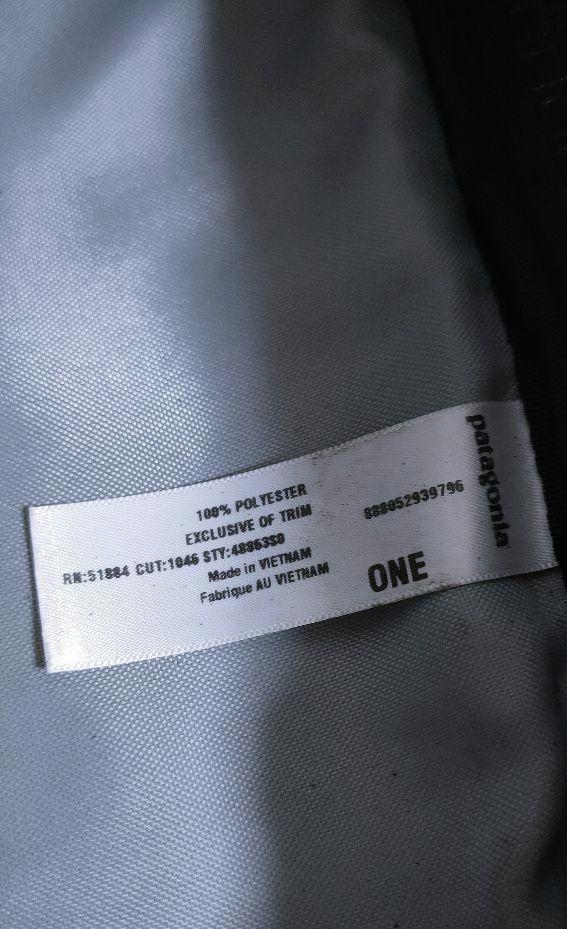 100% POLYESTER
EXCLUSIVE OF TRIM
RN:51884 CUT:1046 STY:48963S0
Made in VIETNAM
Fabrique AU VIETNAM
888052939796
ONE
patagonia